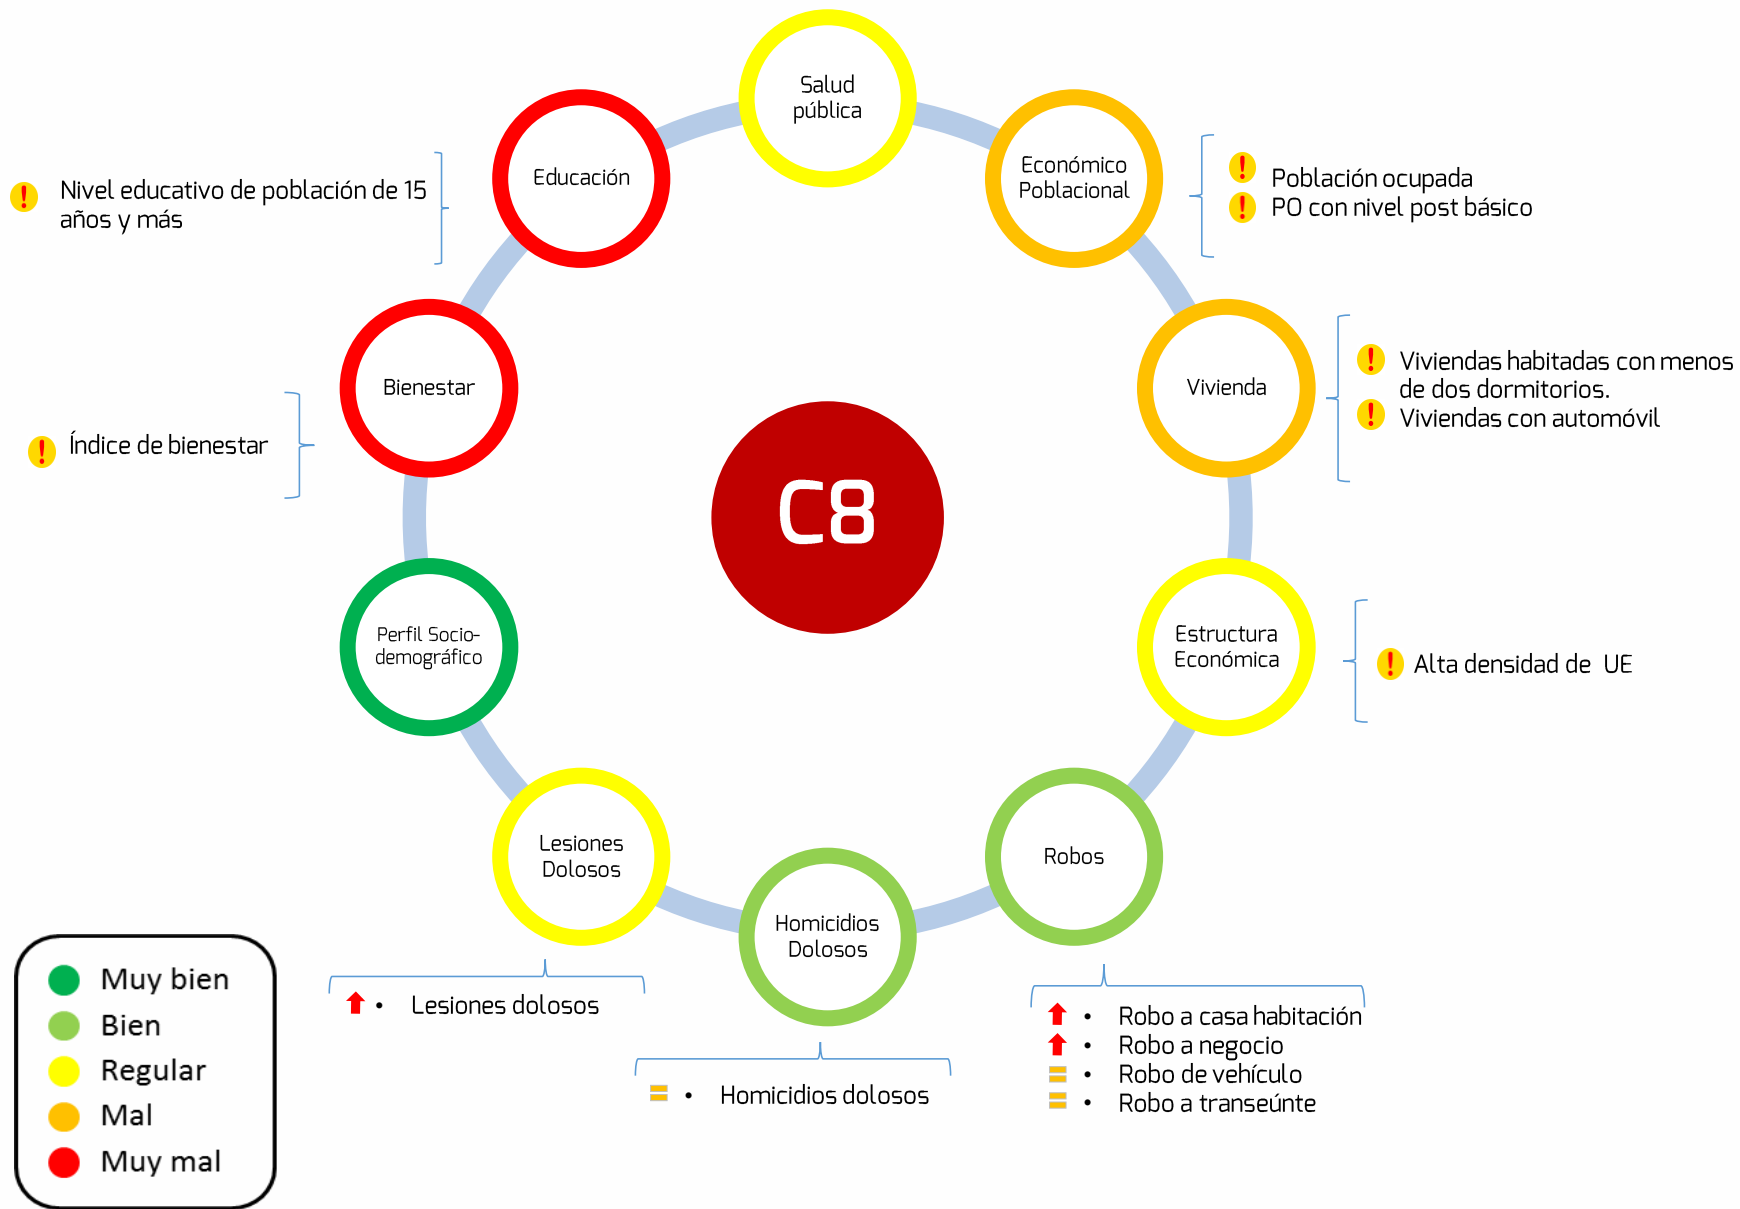 Salud
pública
Económico
Poblacional
Población ocupada
PO con nivel post básico
Educación
Nivel educativo de población de 15
años y más
Bienestar
Índice de bienestar
Vivienda
Viviendas habitadas con menos
de dos dormitorios.
Viviendas con automóvil
C8
Perfil Socio-
demográfico
Estructura
Económica
Alta densidad de UE
Lesiones
Dolosos
Robos
Homicidios
Dolosos
• Lesiones dolosos
• Homicidios dolosos
• Robo a casa habitación
• Robo a negocio
• Robo de vehículo
• Robo a transeúnte
Muy bien
Bien
Regular
Mal
Muy mal